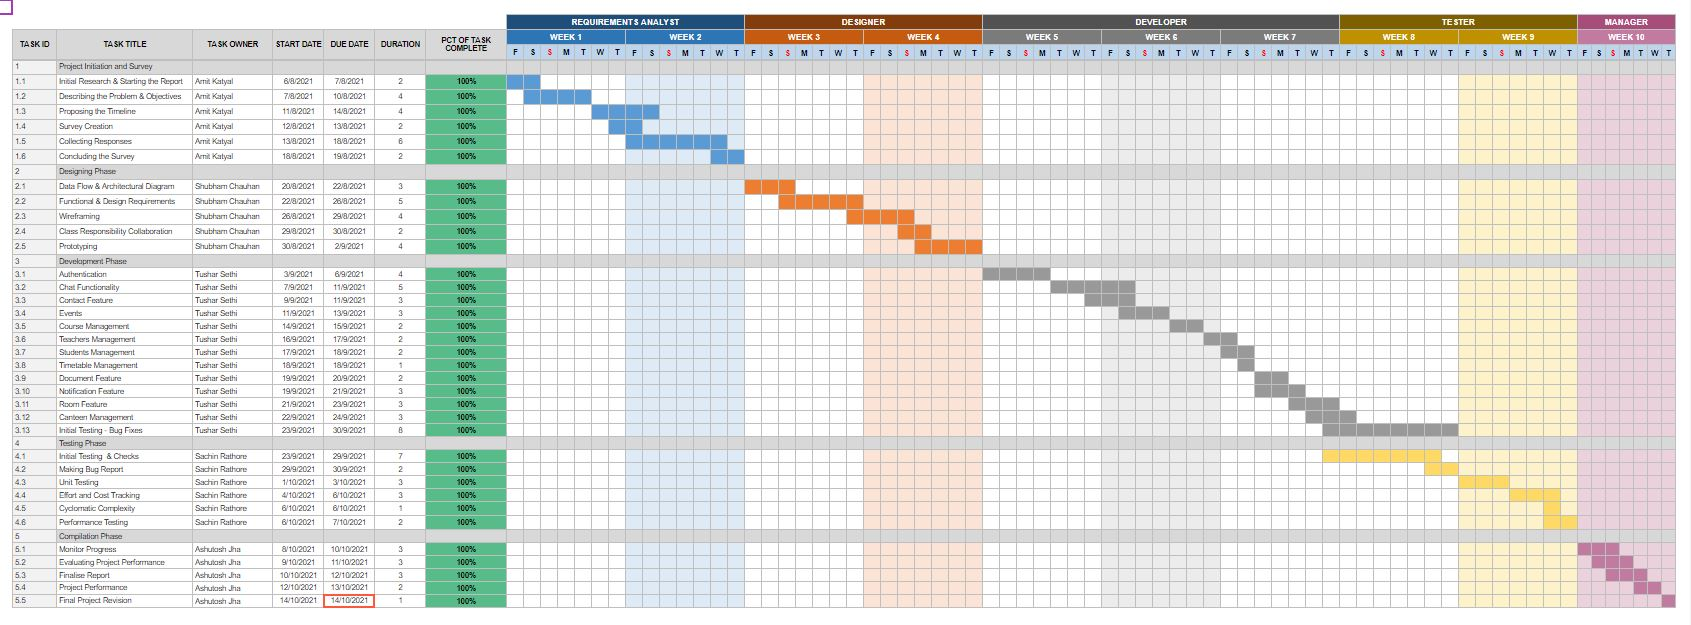 REQUIREMENTS ANALYST DESIGNER DEVELOPER TESTER MANAGER
TASK ID TASK TITLE TASK OWNER START DATE DUE DATE DURATION PCT OF TASK COMPLETE WEEK 1 WEEK 2 WEEK 3 WEEK 4 WEEK 5 WEEK 6 WEEK 7 WEEK 8 WEEK 9 WEEK 10
F S S M T W T F S S M T W T F S S M T W T F S S M T W T F S S M T W T F S S M T W T F S S M T W T F S S M T W T F S S M T W T F S S M T W T
1 Project Initiation and Survey
1.1 Initial Research & Starting the Report Amit Katyal 6/8/2021 7/8/2021 2 100%
1.2 Describing the Problem & Objectives Amit Katyal 7/8/2021 10/8/2021 4 100%
1.3 Proposing the Timeline Amit Katyal 11/8/2021 14/8/2021 4 100%
1.4 Survey Creation Amit Katyal 12/8/2021 13/8/2021 2 100%
1.5 Collecting Responses Amit Katyal 13/8/2021 18/8/2021 6 100%
1.6 Concluding the Survey Amit Katyal 18/8/2021 19/8/2021 2 100%
2 Designing Phase
2.1 Data Flow & Architectural Diagram Shubham Chauhan 20/8/2021 22/8/2021 3 100%
2.2 Functional & Design Requirements Shubham Chauhan 22/8/2021 26/8/2021 5 100%
2.3 Wireframing Shubham Chauhan 26/8/2021 29/8/2021 4 100%
2.4 Class Responsibility Collaboration Shubham Chauhan 29/8/2021 30/8/2021 2 100%
2.5 Prototyping Shubham Chauhan 30/8/2021 2/9/2021 4 100%
3 Development Phase
3.1 Authentication Tushar Sethi 3/9/2021 6/9/2021 4 100%
3.2 Chat Functionality Tushar Sethi 7/9/2021 11/9/2021 5 100%
3.3 Contact Feature Tushar Sethi 9/9/2021 11/9/2021 3 100%
3.4 Events Tushar Sethi 11/9/2021 13/9/2021 3 100%
3.5 Course Management Tushar Sethi 14/9/2021 15/9/2021 2 100%
3.6 Teachers Management Tushar Sethi 16/9/2021 17/9/2021 2 100%
3.7 Students Management Tushar Sethi 17/9/2021 18/9/2021 2 100%
3.8 Timetable Management Tushar Sethi 18/9/2021 18/9/2021 1 100%
3.9 Document Feature Tushar Sethi 19/9/2021 20/9/2021 2 100%
3.10 Notification Feature Tushar Sethi 19/9/2021 21/9/2021 3 100%
3.11 Room Feature Tushar Sethi 21/9/2021 23/9/2021 3 100%
3.12 Canteen Management Tushar Sethi 22/9/2021 24/9/2021 3 100%
3.13 Initial Testing - Bug Fixes Tushar Sethi 23/9/2021 30/9/2021 8 100%
4 Testing Phase
4.1 Initial Testing & Checks Sachin Rathore 23/9/2021 29/9/2021 7 100%
4.2 Making Bug Report Sachin Rathore 29/9/2021 30/9/2021 2 100%
4.3 Unit Testing Sachin Rathore 1/10/2021 3/10/2021 3 100%
4.4 Effort and Cost Tracking Sachin Rathore 4/10/2021 6/10/2021 3 100%
4.5 Cyclomatic Complexity Sachin Rathore 6/10/2021 6/10/2021 1 100%
4.6 Performance Testing Sachin Rathore 6/10/2021 7/10/2021 2 100%
5 Compilation Phase
5.1 Monitor Progress Ashutosh Jha 8/10/2021 10/10/2021 3 100%
5.2 Evaluating Project Performance Ashutosh Jha 9/10/2021 11/10/2021 3 100%
5.3 Finalise Report Ashutosh Jha 10/10/2021 12/10/2021 3 100%
5.4 Project Performance Ashutosh Jha 12/10/2021 13/10/2021 2 100%
5.5 Final Project Revision Ashutosh Jha 14/10/2021 14/10/2021 1 100%